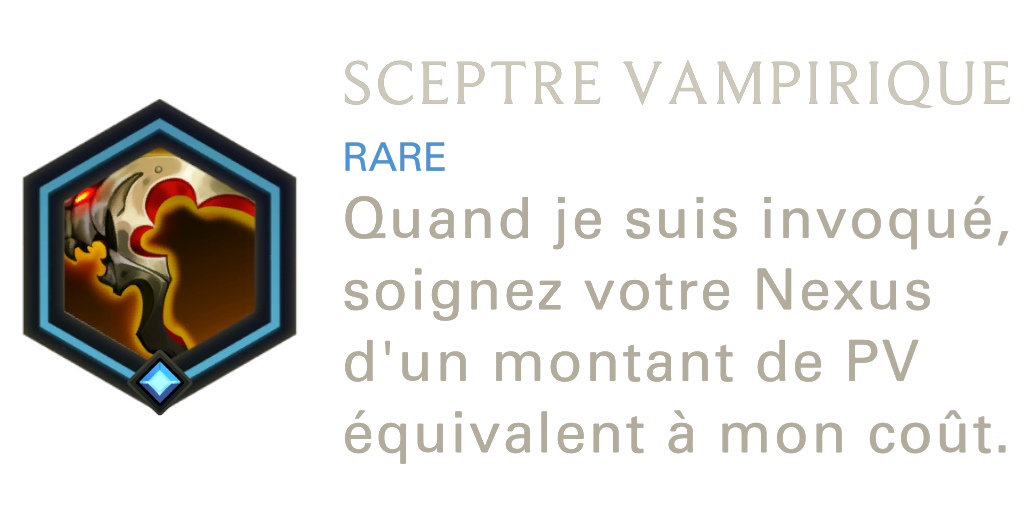 SCEPTRE VAMPIRIQUE
RARE
Quand je suis invoqué,
soignez votre Nexus
d'un montant de PV
équivalent à mon coût.